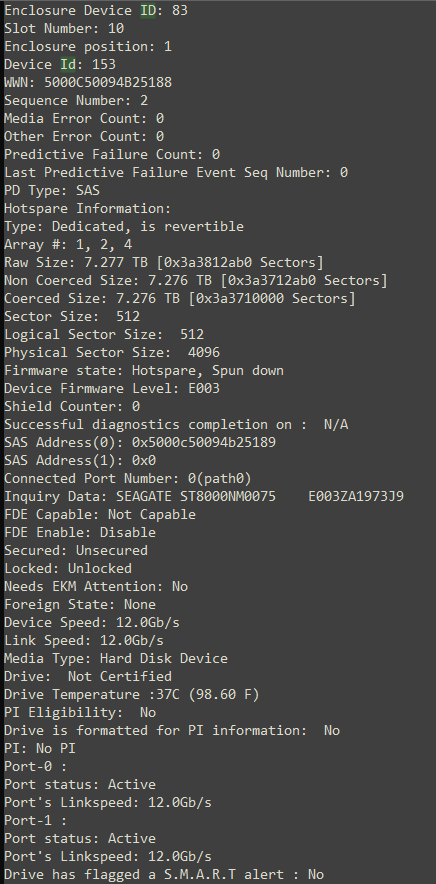 Enclosure Device ID: 83
Slot Number: 10
Enclosure position: 1
Device Id: 153
WWN: 5000C50094B25188
Sequence Number: 2
Media Error Count: 0
Other Error Count: 0
Predictive Failure Count: 0
Last Predictive Failure Event Seq Number: 0
PD Type: SAS
Hotspare Information:
Type: Dedicated, is revertible
Array #: 1, 2, 4
Raw Size: 7.277 TB [0x3a3812ab0 Sectors]
Non Coerced Size: 7.276 TB [0x3a3712ab0 Sectors]
Coerced Size: 7.276 TB [0x3a3710000 Sectors]
Sector Size:  512
Logical Sector Size:  512
Physical Sector Size:  4096
Firmware state: Hotspare, Spun down
Device Firmware Level: E003
Shield Counter: 0
Successful diagnostics completion on :  N/A
SAS Address(0): 0x5000c50094b25189
SAS Address(1): 0x0
Connected Port Number: 0(path0)
Inquiry Data: SEAGATE ST8000NM0075    E003ZA1973J9
FDE Capable: Not Capable
FDE Enable: Disable
Secured: Unsecured
Locked: Unlocked
Needs EKM Attention: No
Foreign State: None
Device Speed: 12.0Gb/s
Link Speed: 12.0Gb/s
Media Type: Hard Disk Device
Drive:  Not Certified
Drive Temperature :37C (98.60 F)
PI Eligibility:  No
Drive is formatted for PI information:  No
PI: No PI
Port-0 :
Port status: Active
Port's Linkspeed: 12.0Gb/s
Port-1 :
Port status: Active
Port's Linkspeed: 12.0Gb/s
Drive has flagged a S.M.A.R.T alert : No